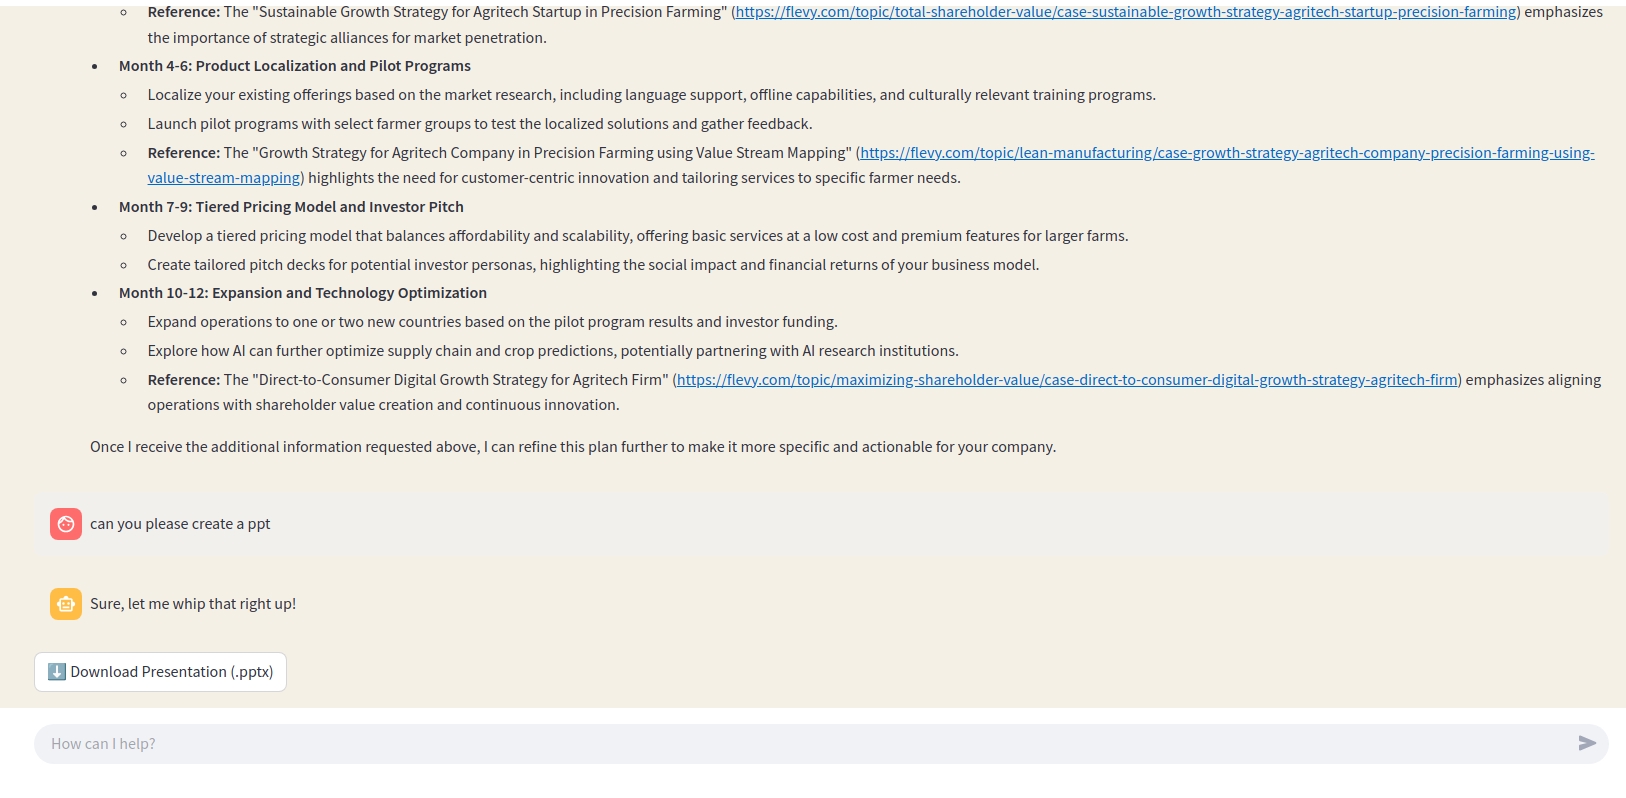 Reference: The "Sustainable Growth Strategy for Agritech Startup in Precision Farming" (https://flevy.com/topic/total-shareholder-value/case-sustainable-growth-strategy-agritech-startup-precision-farming) emphasizes
the importance of strategic alliances for market penetration.
Month 4-6: Product Localization and Pilot Programs
Localize your existing offerings based on the market research, including language support, offline capabilities, and culturally relevant training programs.
Launch pilot programs with select farmer groups to test the localized solutions and gather feedback.
Reference: The "Growth Strategy for Agritech Company in Precision Farming using Value Stream Mapping" (https://flevy.com/topic/lean-manufacturing/case-growth-strategy-agritech-company-precision-farming-using-
value-stream-mapping) highlights the need for customer-centric innovation and tailoring services to specific farmer needs.
Month 7-9: Tiered Pricing Model and Investor Pitch
Develop a tiered pricing model that balances affordability and scalability, offering basic services at a low cost and premium features for larger farms.
Create tailored pitch decks for potential investor personas, highlighting the social impact and financial returns of your business model.
Month 10-12: Expansion and Technology Optimization
Expand operations to one or two new countries based on the pilot program results and investor funding.
Explore how AI can further optimize supply chain and crop predictions, potentially partnering with AI research institutions.
Reference: The "Direct-to-Consumer Digital Growth Strategy for Agritech Firm" (https://flevy.com/topic/maximizing-shareholder-value/case-direct-to-consumer-digital-growth-strategy-agritech-firm) emphasizes aligning
operations with shareholder value creation and continuous innovation.
Once I receive the additional information requested above, I can refine this plan further to make it more specific and actionable for your company.
can you please create a ppt
Sure, let me whip that right up!
Download Presentation (.pptx)
How can I help?